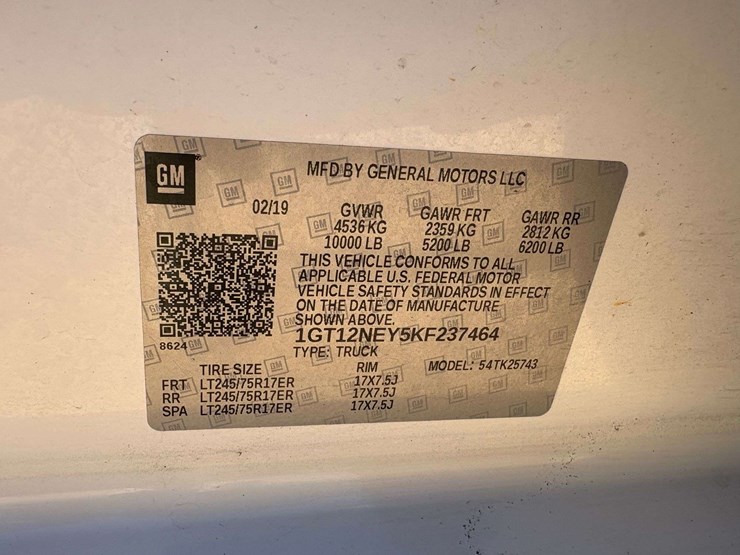 GM
MFD BY GENERAL MOTORS LLC
02/19
GVWR GAWR FRT GAWR RR
4536 KG 2359 KG 2812 KG
10000 LB 5200 LB 6200 LB
THIS VEHICLE CONFORMS TO ALL
APPLICABLE U.S. FEDERAL MOTOR
VEHICLE SAFETY STANDARDS IN EFFECT
ON THE DATE OF MANUFACTURE
SHOWN ABOVE.
8624
1GT12NEY5KF237464
TYPE: TRUCK
TIRE SIZE RIM MODEL: 54TK25743
FRT LT245/75R17ER 17X7.5J
RR LT245/75R17ER 17X7.5J
SPA LT245/75R17ER 17X7.5J